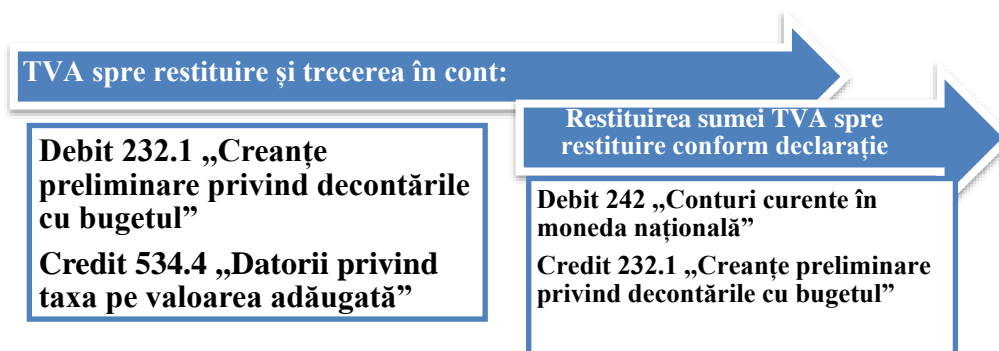 TVA spre restituire și trecerea în cont:
Debit 232.1 „Creanțe
preliminare privind decontările
cu bugetul”
Credit 534.4 „Datorii privind
taxa pe valoarea adăugată”
Restituirea sumei TVA spre
restituire conform declarație
Debit 242 „Conturi curente în
moneda națională”
Credit 232.1 „Creanțe preliminare
privind decontările cu bugetul”